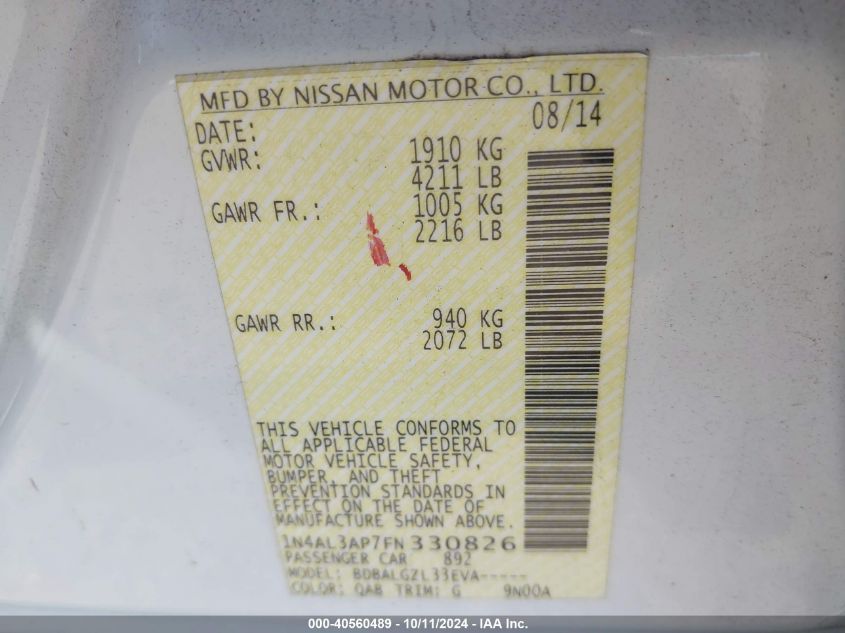 MFD BY NISSAN MOTOR CO., LTD.
DATE: 08/14
GVWR: 1910 KG
4211 LB
GAWR FR.: 1005 KG
2216 LB
GAWR RR.: 940 KG
2072 LB
THIS VEHICLE CONFORMS TO
ALL APPLICABLE FEDERAL
MOTOR VEHICLE SAFETY,
BUMPER, AND THEFT
PREVENTION STANDARDS IN
EFFECT ON THE DATE OF
MANUFACTURE SHOWN ABOVE.
1N4AL3AP7FN 330826
PASSENGER CAR 892
MODEL: BDBALGZL33EVA-----
COLOR: QAB TRIM: G 9N00A
000-40560489 - 10/11/2024 - IAA Inc.